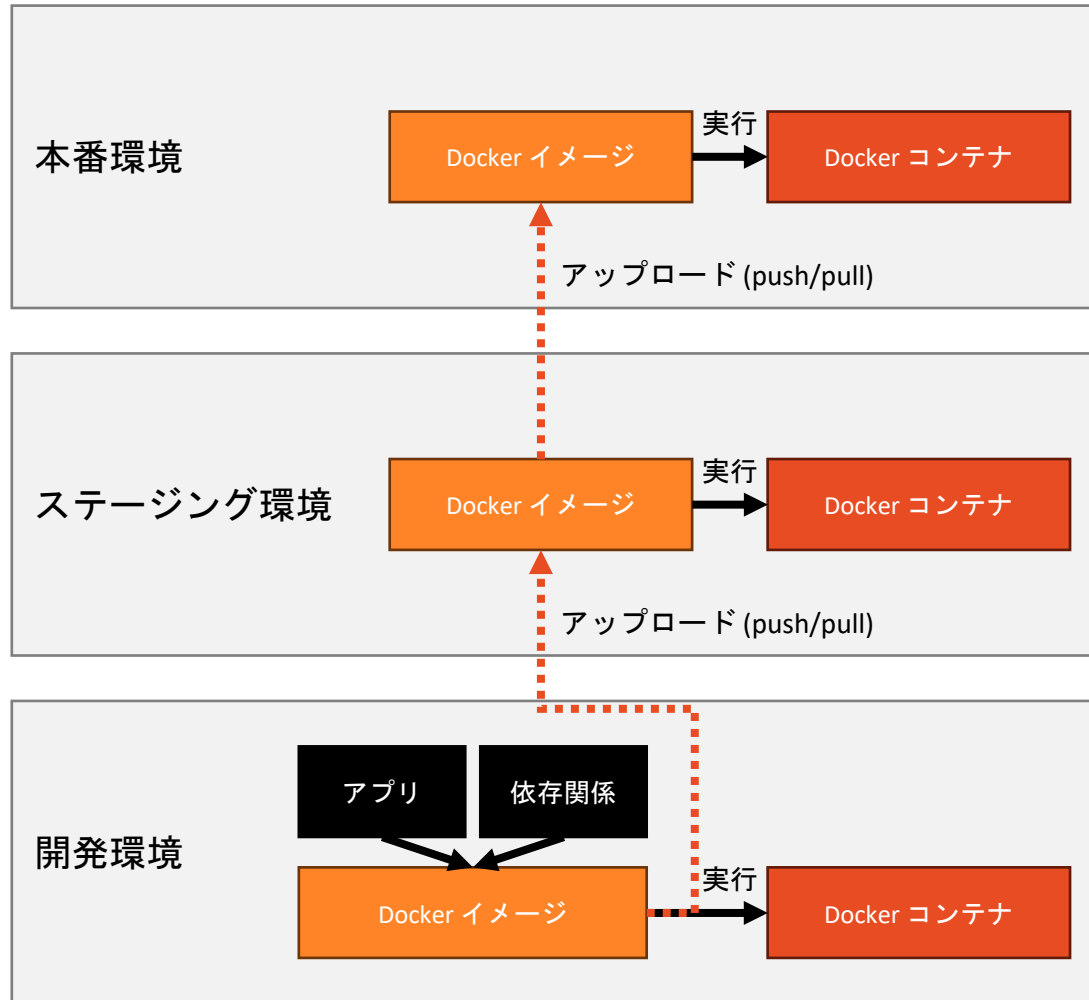 本番環境
Docker イメージ
実行
Docker コンテナ
アップロード (push/pull)
ステージング環境
Docker イメージ
実行
Docker コンテナ
アップロード (push/pull)
開発環境
アプリ
依存関係
Docker イメージ
実行
Docker コンテナ